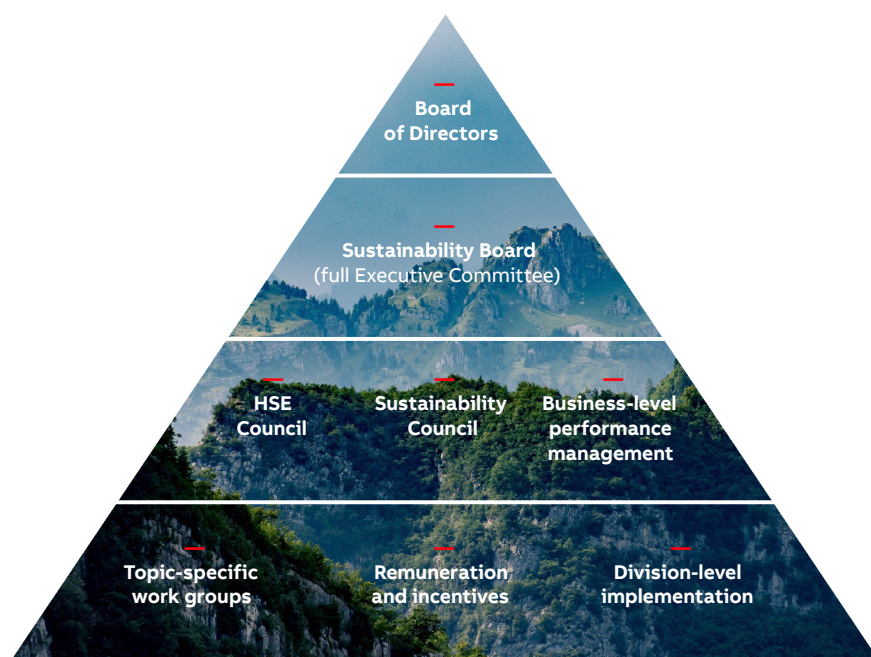 Board
of Directors
Sustainability Board
(full Executive Committee)
HSE
Council
Sustainability
Council
Business-level
performance
management
Topic-specific
work groups
Remuneration
and incentives
Division-level
implementation